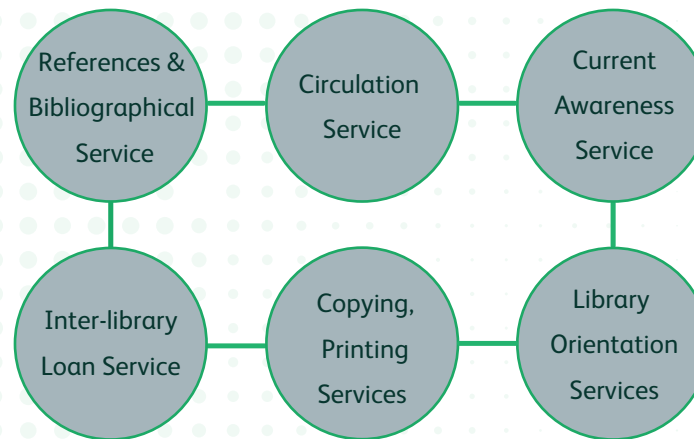 References &
Bibliographical
Service
Circulation
Service
Current
Awareness
Service
Inter-library
Loan Service
Copying,
Printing
Services
Library
Orientation
Services